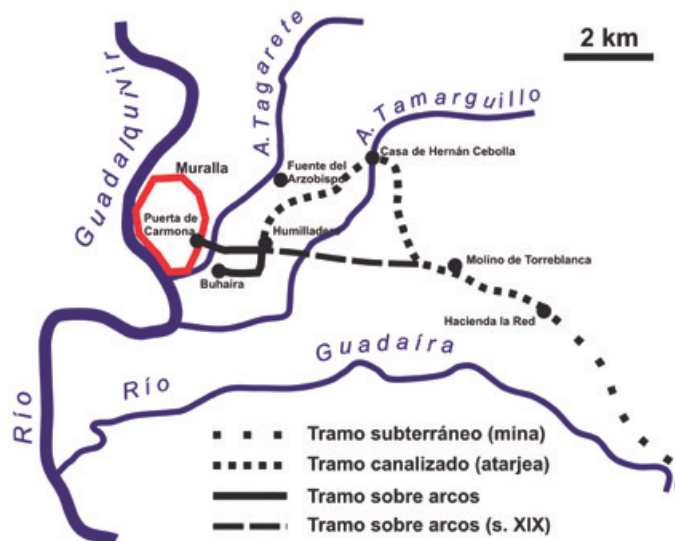 2 km
Río Guadalquivir
A. Tagarete
A. Tamarguillo
Casa de Hernán Cebolla
Fuente del
Arzobispo
Muralla
Puerta de
Carmona
Humilladero
Buhaira
Molino de Torreblanca
Hacienda la Red
Río Guadaíra
Tramo subterráneo (mina)
Tramo canalizado (atarjea)
Tramo sobre arcos
Tramo sobre arcos (s. XIX)